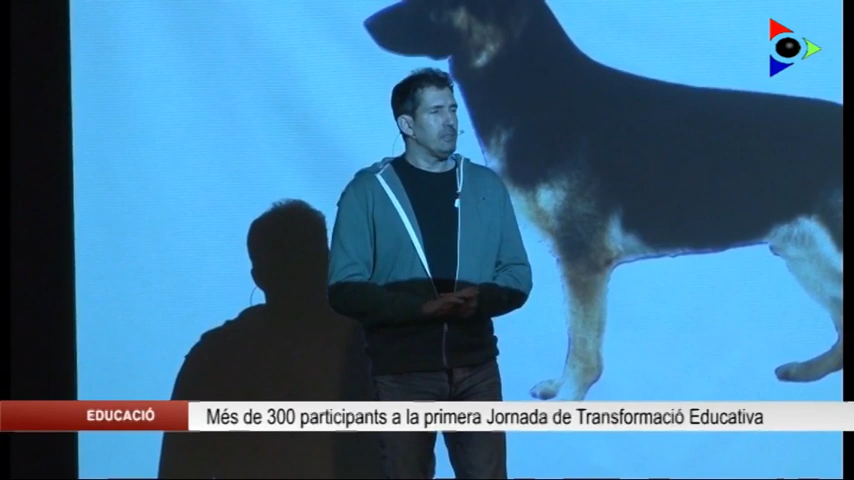 EDUCACIÓ
Més de 300 participants a la primera Jornada de Transformació Educativa